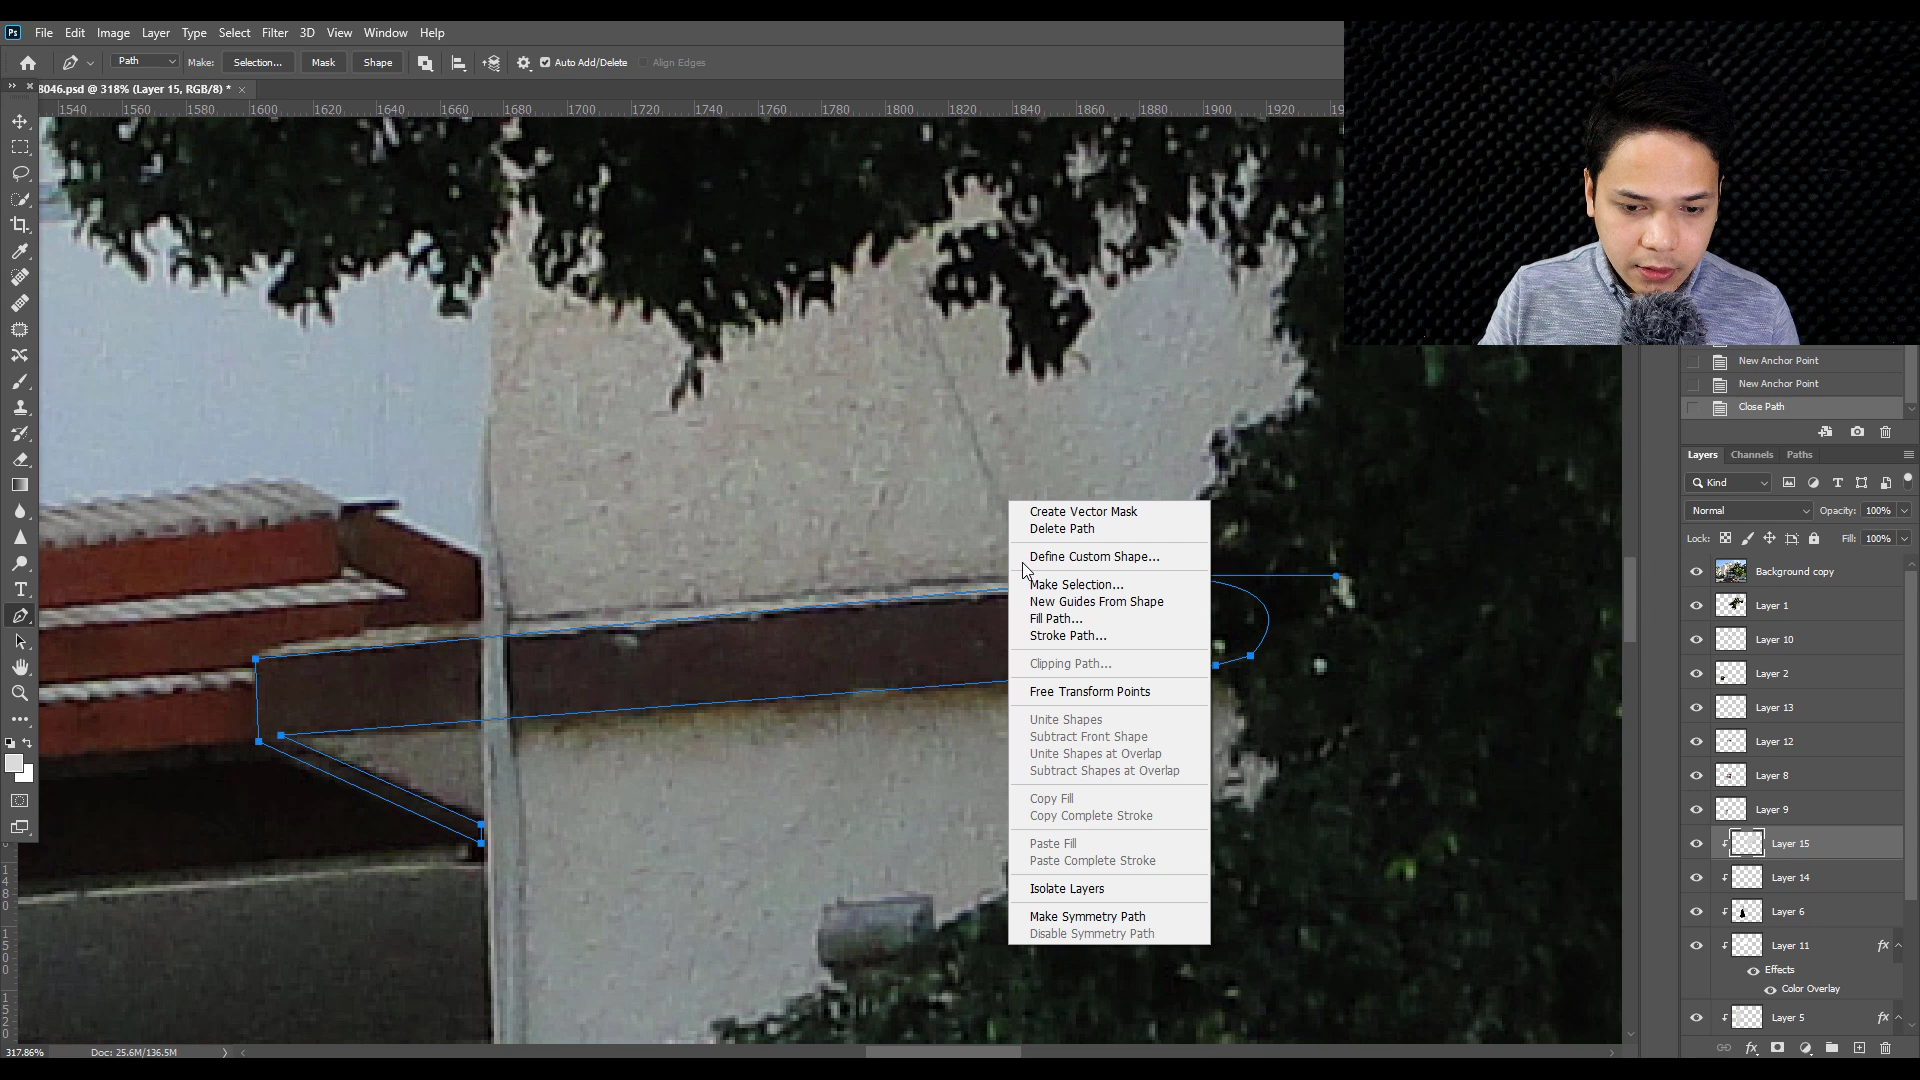 Ps File Edit Image Layer Type Select Filter 3D View Window Help
Path Make: Selection... Mask Shape Auto Add/Delete Align Edges
8046.psd @ 318% (Layer 15, RGB/8) *
1540 1560 1580 1600 1620 1640 1660 1680 1700 1720 1740 1760 1780 1800 1820 1840 1860 1880 1900 1920
New Anchor Point
New Anchor Point
Close Path
Layers Channels Paths
Kind
Normal Opacity: 100%
Lock: Fill: 100%
Background copy
Layer 1
Layer 10
Layer 2
Layer 13
Layer 12
Layer 8
Layer 9
Layer 15
Layer 14
Layer 6
Layer 11 fx
Effects
Color Overlay
Layer 5 fx
Create Vector Mask
Delete Path
Define Custom Shape...
Make Selection...
New Guides From Shape
Fill Path...
Stroke Path...
Clipping Path...
Free Transform Points
Unite Shapes
Subtract Front Shape
Unite Shapes at Overlap
Subtract Shapes at Overlap
Copy Fill
Copy Complete Stroke
Paste Fill
Paste Complete Stroke
Isolate Layers
Make Symmetry Path
Disable Symmetry Path
1480
1500
1520
317.86% Doc: 25.6M/136.5M